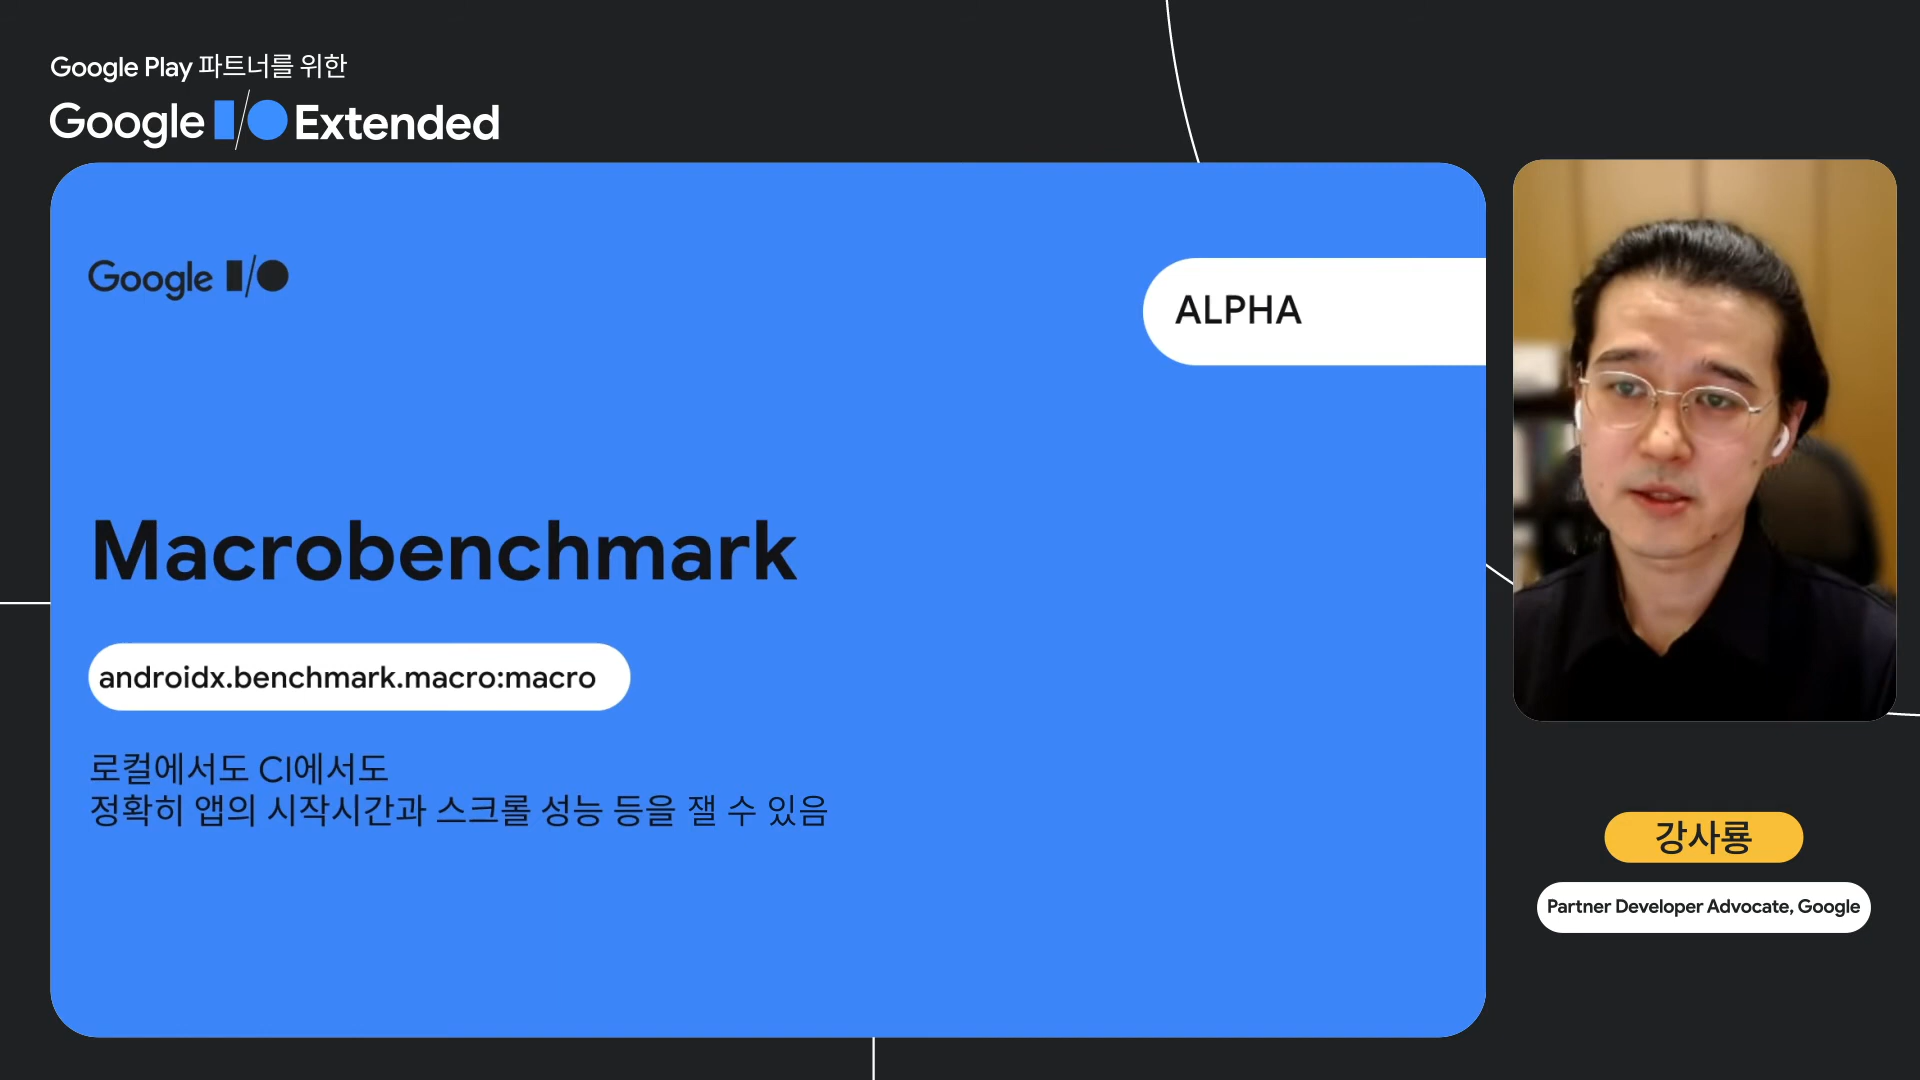 Google Play 파트너를 위한
Google I/O Extended
Google I/O
ALPHA
Macrobenchmark
androidx.benchmark.macro:macro
로컬에서도 CI에서도
정확히 앱의 시작시간과 스크롤 성능 등을 잴 수 있음
강사룡
Partner Developer Advocate, Google